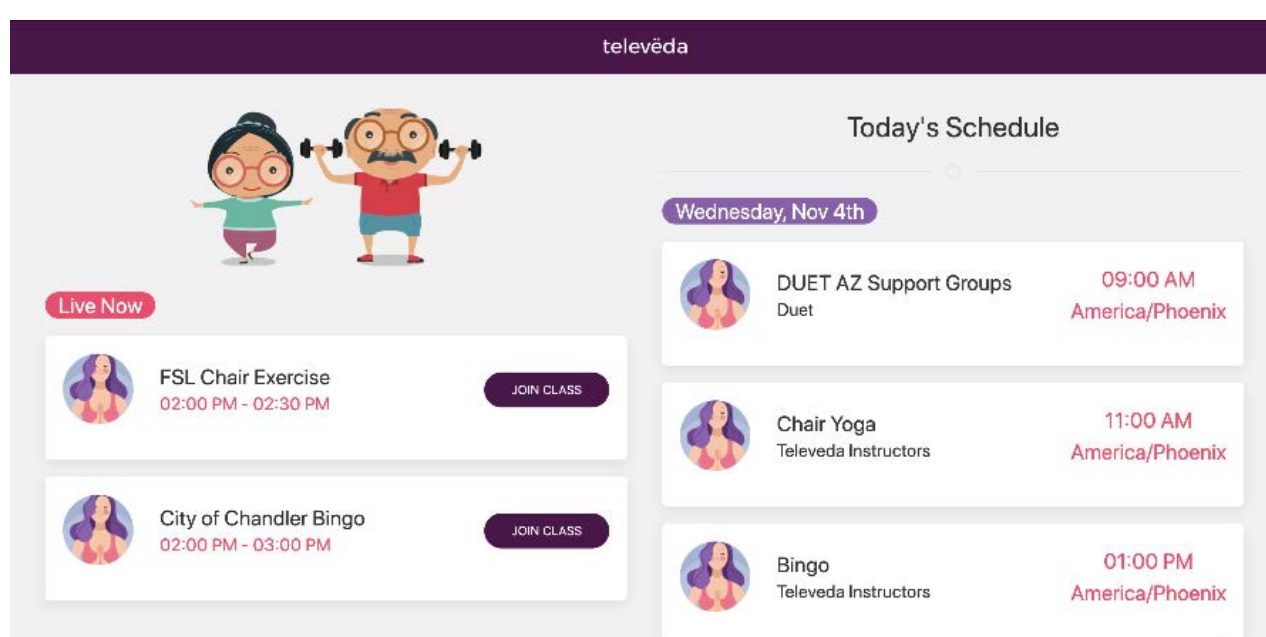 televëda
Live Now
FSL Chair Exercise
02:00 PM - 02:30 PM
JOIN CLASS
City of Chandler Bingo
02:00 PM - 03:00 PM
JOIN CLASS
Today's Schedule
Wednesday, Nov 4th
DUET AZ Support Groups
Duet
09:00 AM
America/Phoenix
Chair Yoga
Televeda Instructors
11:00 AM
America/Phoenix
Bingo
Televeda Instructors
01:00 PM
America/Phoenix